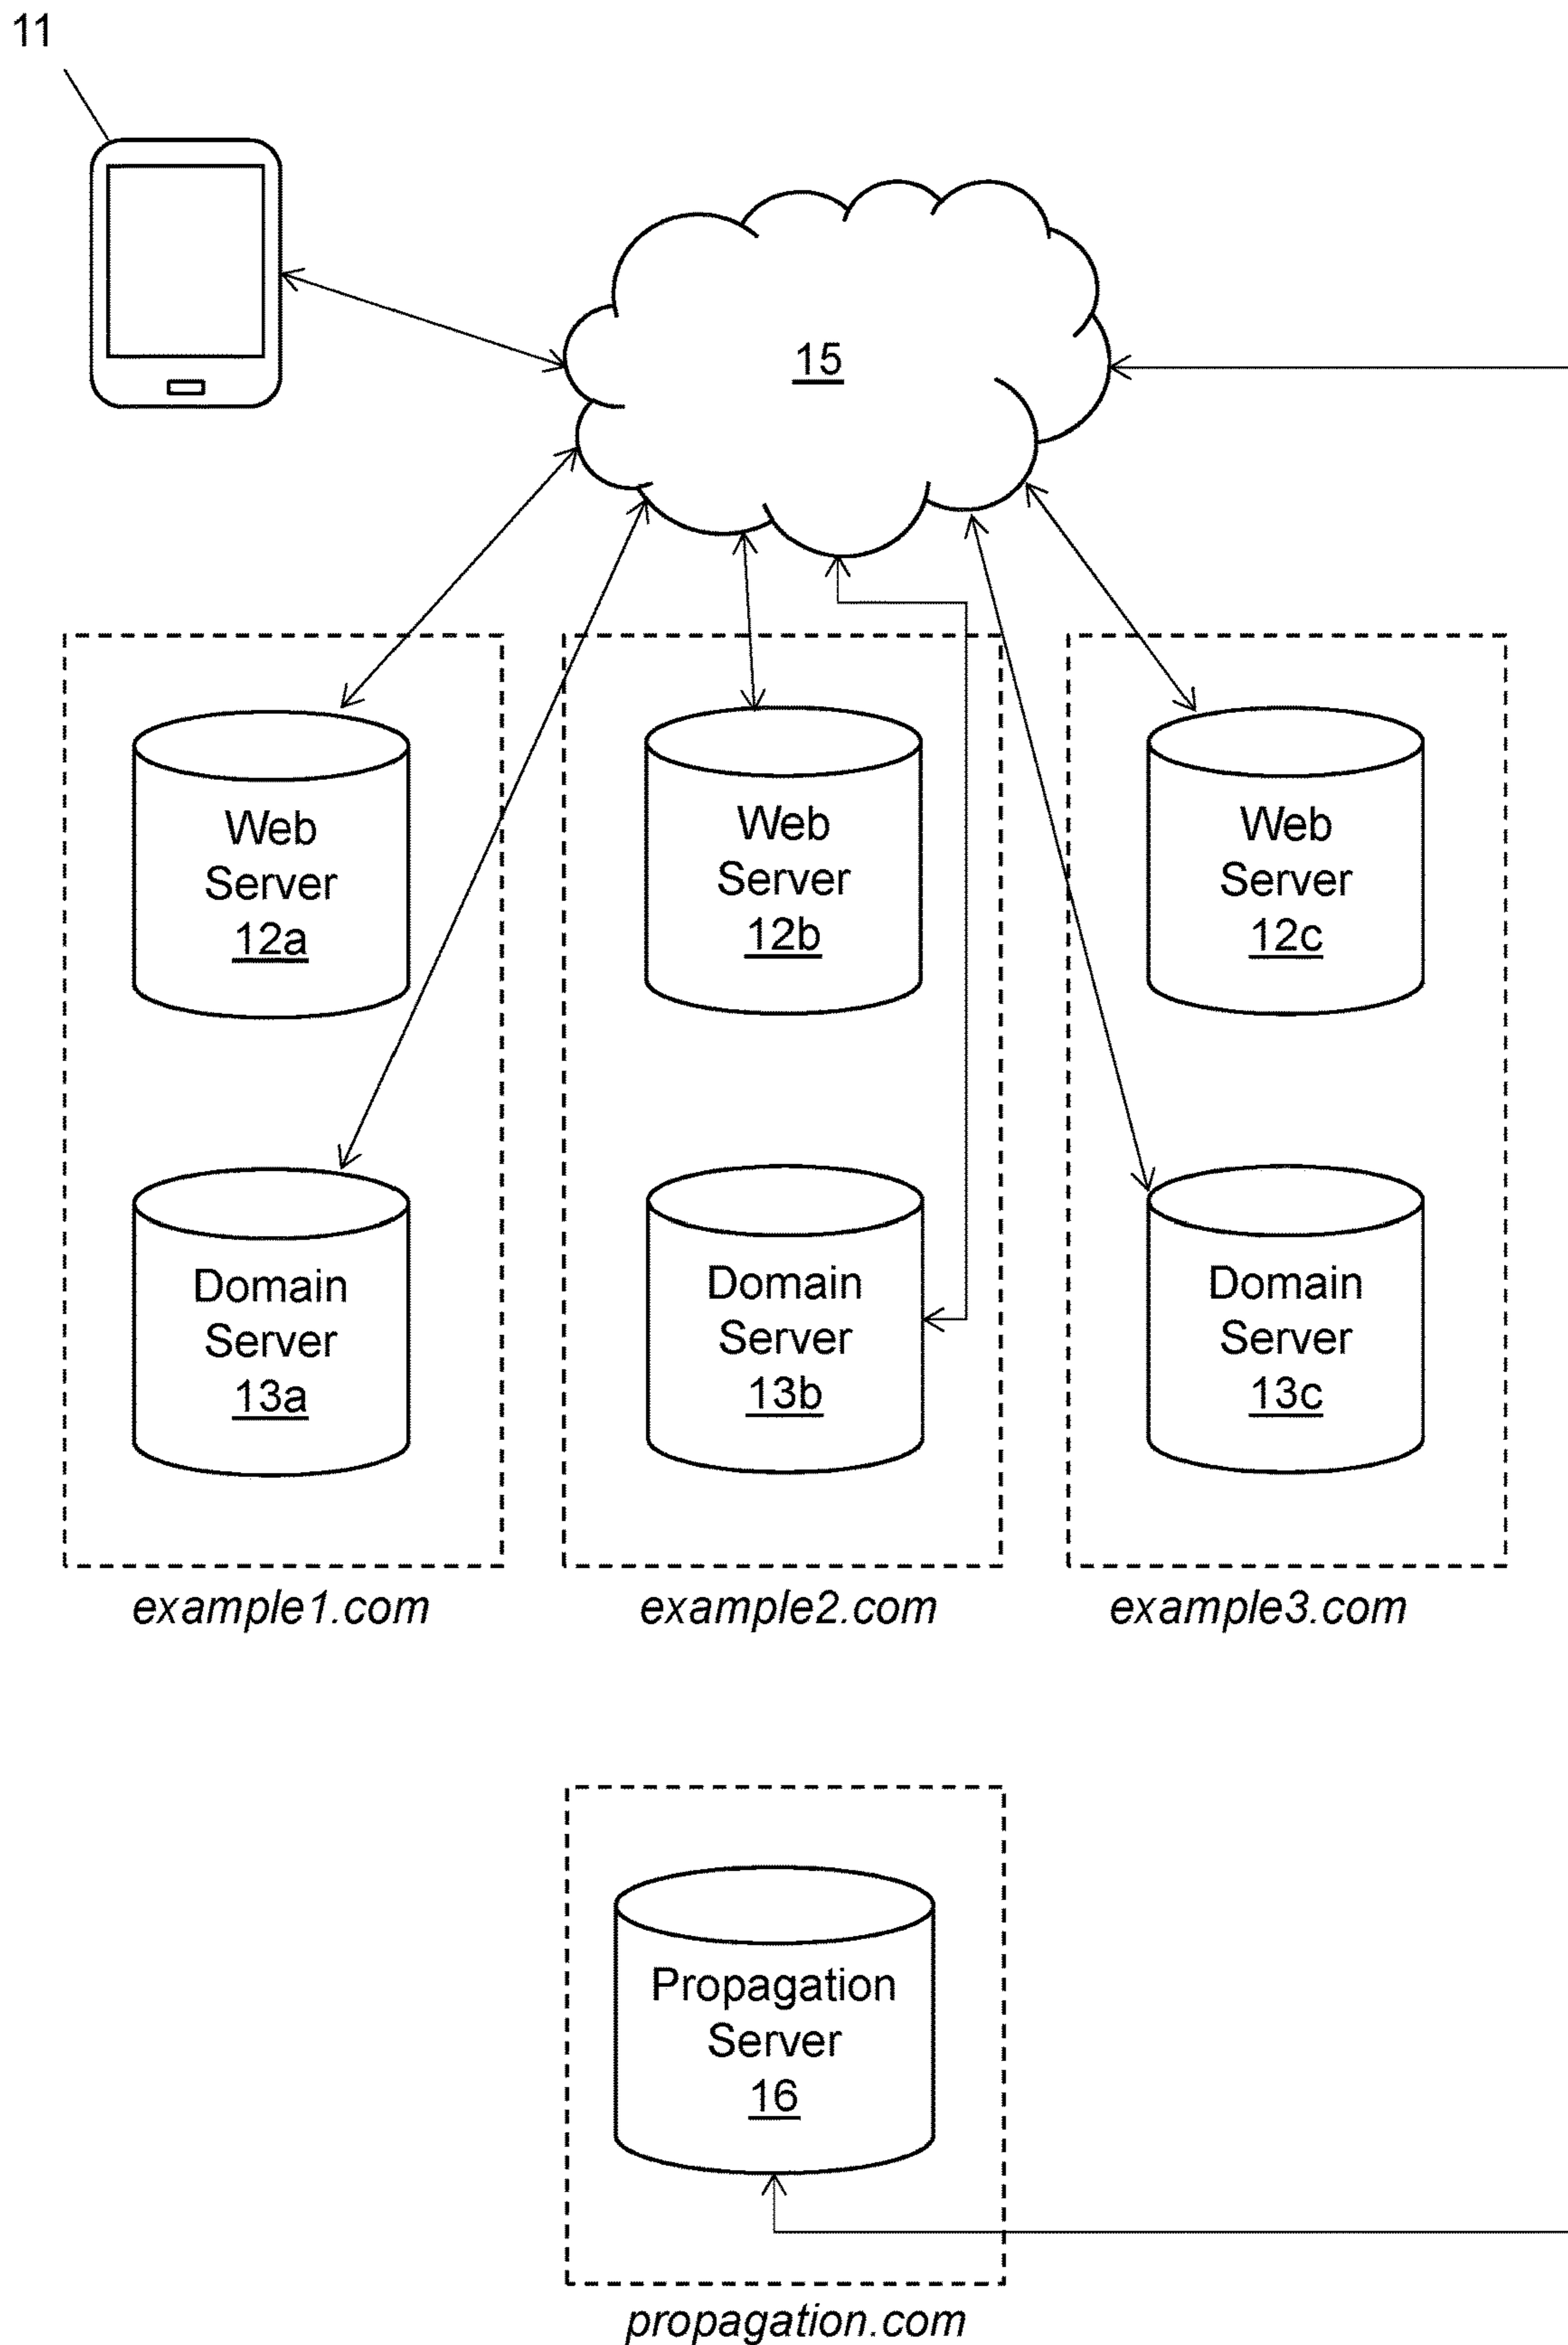 11
15
Web
Server
12a
Web
Server
12b
Web
Server
12c
Domain
Server
13a
Domain
Server
13b
Domain
Server
13c
example1.com
example2.com
example3.com
Propagation
Server
16
propagation.com